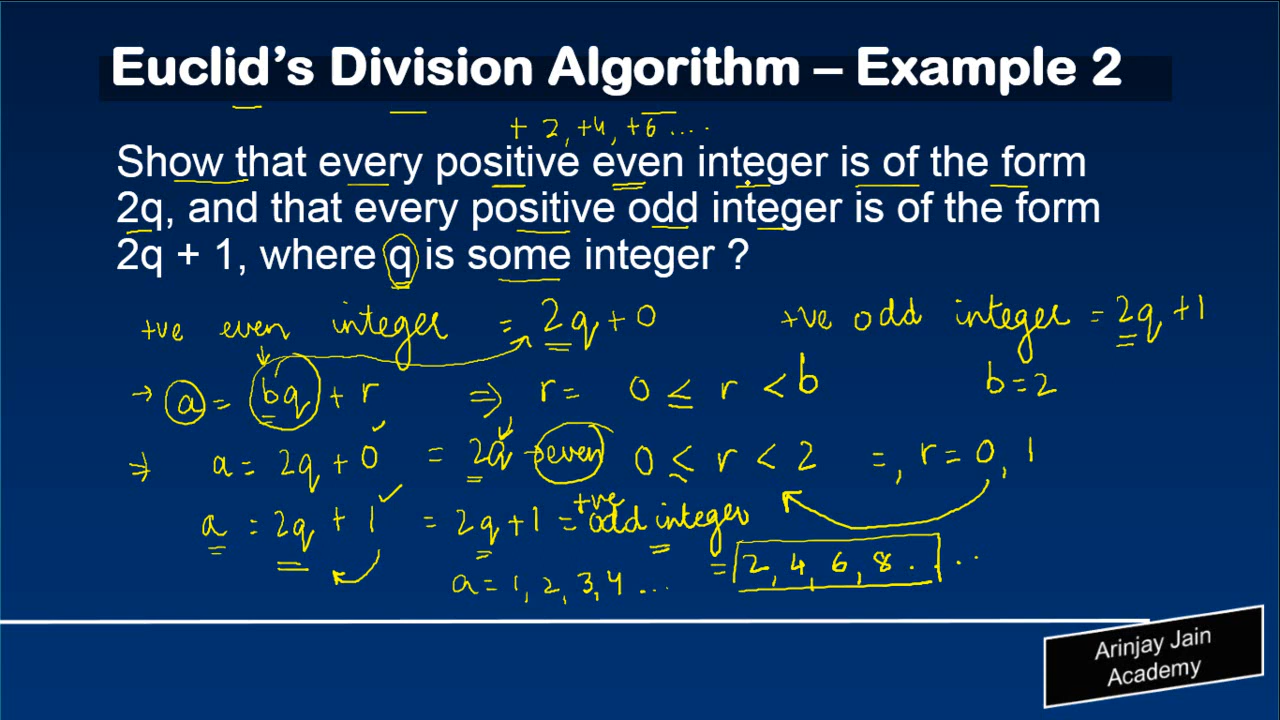 Euclid's Division Algorithm – Example 2
+ 2, +4, +6 ....
Show that every positive even integer is of the form
2q, and that every positive odd integer is of the form
2q + 1, where q is some integer ?
+ve even integer = 2q + 0
+ve odd integer = 2q + 1
→ a = bq + r ⇒ r = 0 ≤ r < b
b = 2
⇒ a = 2q + 0 = 2q → even 0 ≤ r < 2 =, r = 0, 1
a = 2q + 1 = 2q + 1 = +ve odd integer
= 2, 4, 6, 8 . . . .
a = 1, 2, 3, 4 ...
Arinjay Jain
Academy